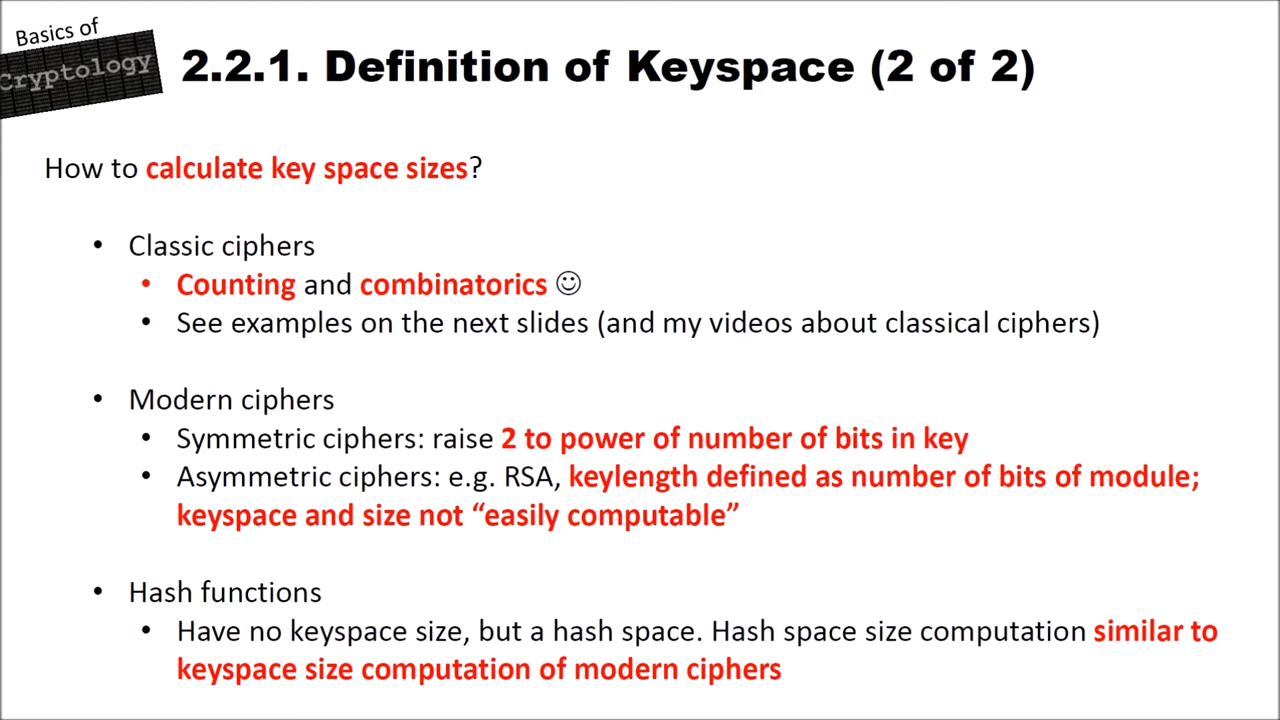 Basics of
Cryptology
2.2.1. Definition of Keyspace (2 of 2)
How to calculate key space sizes?
• Classic ciphers
• Counting and combinatorics ☺
• See examples on the next slides (and my videos about classical ciphers)
• Modern ciphers
• Symmetric ciphers: raise 2 to power of number of bits in key
• Asymmetric ciphers: e.g. RSA, keylength defined as number of bits of module;
keyspace and size not “easily computable”
• Hash functions
• Have no keyspace size, but a hash space. Hash space size computation similar to
keyspace size computation of modern ciphers